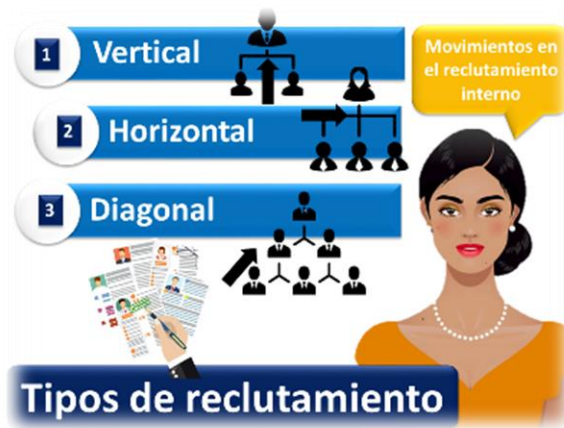 1 Vertical
Movimientos en
el reclutamiento
interno
2 Horizontal
3 Diagonal
Tipos de reclutamiento